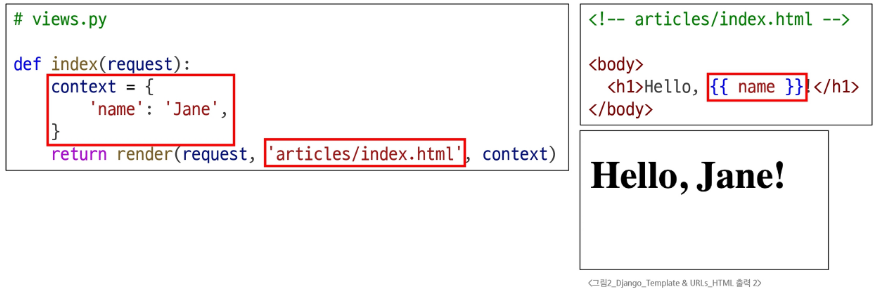 # views.py
def index(request):
    context = {
        'name': 'Jane',
    }
    return render(request, 'articles/index.html', context)
<!-- articles/index.html -->
<body>
  <h1>Hello, {{ name }}!</h1>
</body>
Hello, Jane!
<그림2_Django_Template & URLs_HTML 출력 2>